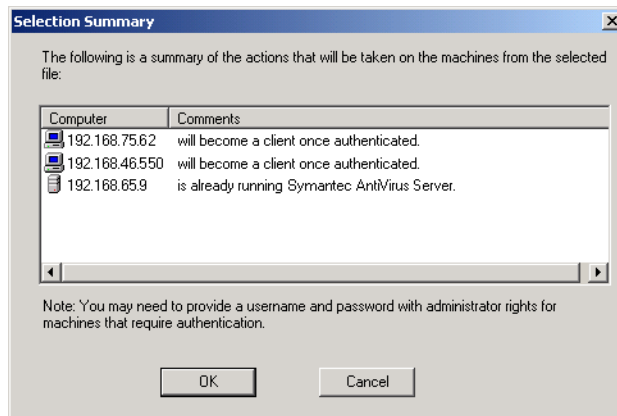 Selection Summary
The following is a summary of the actions that will be taken on the machines from the selected
file:
Computer Comments
192.168.75.62 will become a client once authenticated.
192.168.46.550 will become a client once authenticated.
192.168.65.9 is already running Symantec AntiVirus Server.
Note: You may need to provide a username and password with administrator rights for
machines that require authentication.
OK Cancel